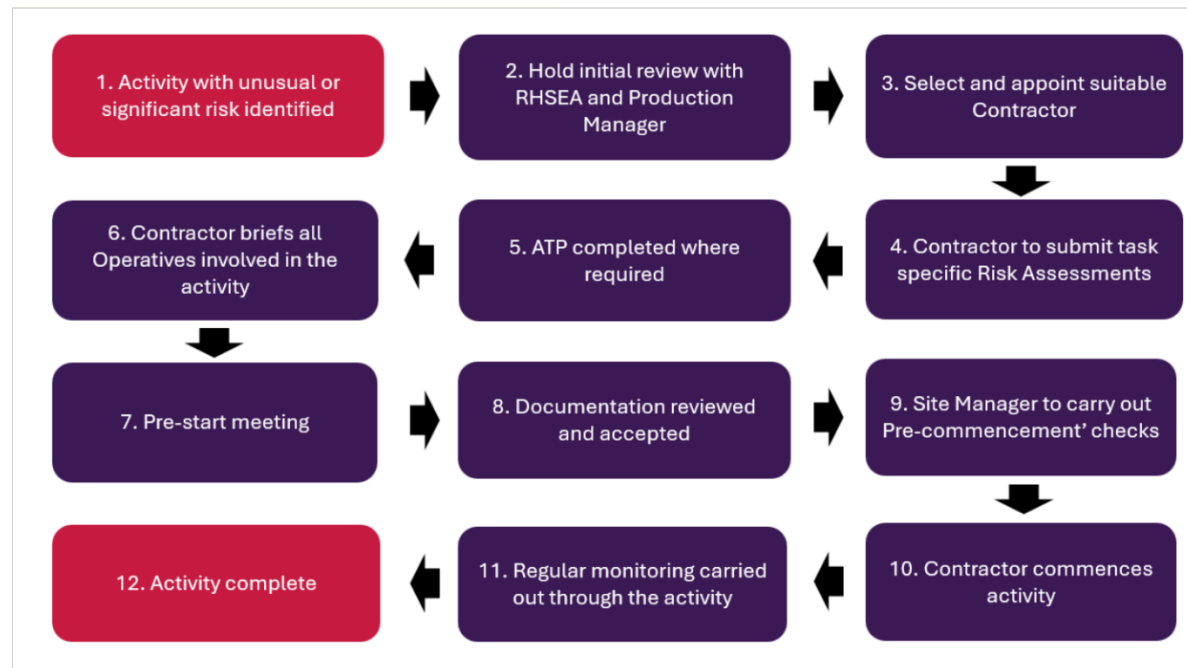 1. Activity with unusual or
significant risk identified
2. Hold initial review with
RHSEA and Production
Manager
3. Select and appoint suitable
Contractor
4. Contractor to submit task
specific Risk Assessments
5. ATP completed where
required
6. Contractor briefs all
Operatives involved in the
activity
7. Pre-start meeting
8. Documentation reviewed
and accepted
9. Site Manager to carry out
Pre-commencement’ checks
10. Contractor commences
activity
11. Regular monitoring carried
out through the activity
12. Activity complete